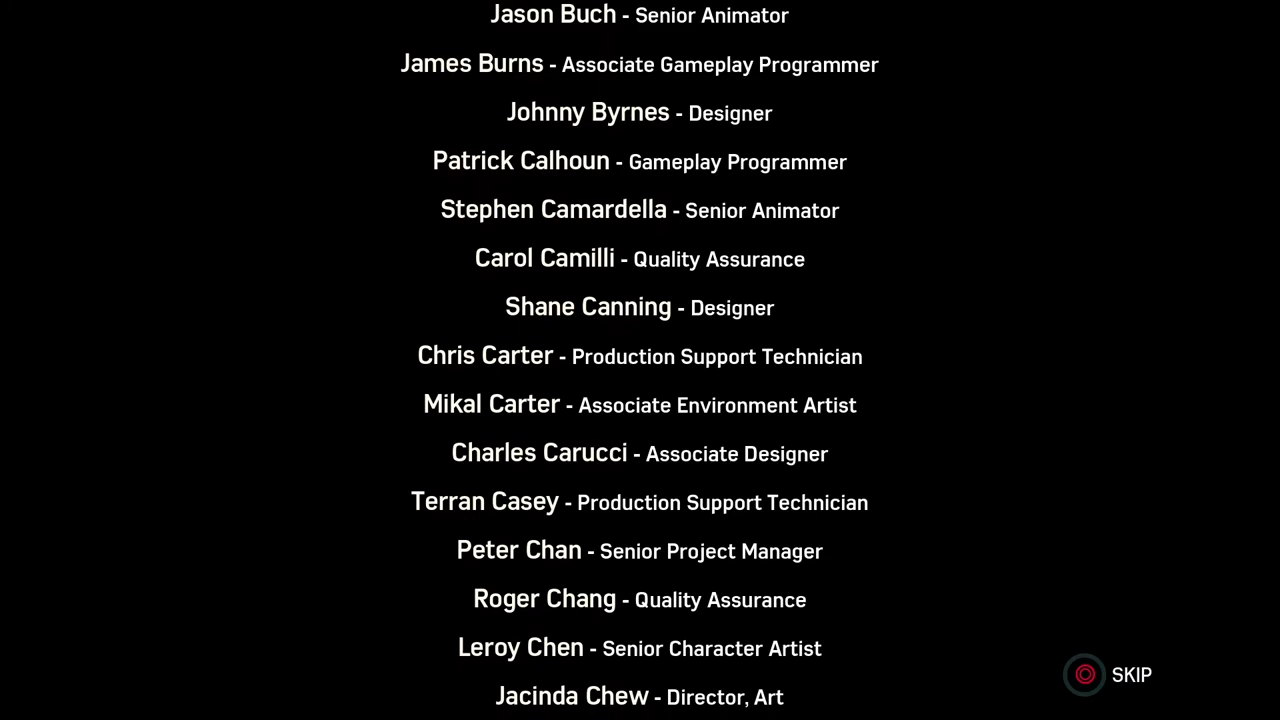 Jason Buch - Senior Animator
James Burns - Associate Gameplay Programmer
Johnny Byrnes - Designer
Patrick Calhoun - Gameplay Programmer
Stephen Camardella - Senior Animator
Carol Camilli - Quality Assurance
Shane Canning - Designer
Chris Carter - Production Support Technician
Mikal Carter - Associate Environment Artist
Charles Carucci - Associate Designer
Terran Casey - Production Support Technician
Peter Chan - Senior Project Manager
Roger Chang - Quality Assurance
Leroy Chen - Senior Character Artist
SKIP
Jacinda Chew - Director, Art